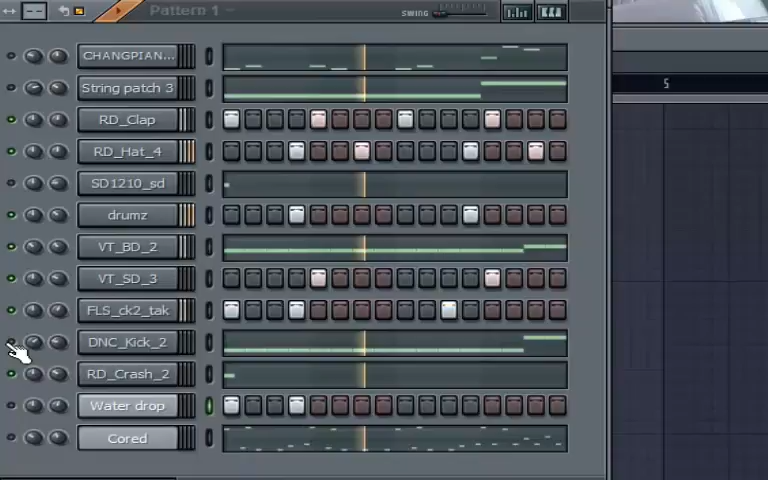 Pattern 1
SWING
CHANGPIAN...
String patch 3
RD_Clap
RD_Hat_4
SD1210_sd
drumz
VT_BD_2
VT_SD_3
FLS_ck2_tak
DNC_Kick_2
RD_Crash_2
Water drop
Cored
5